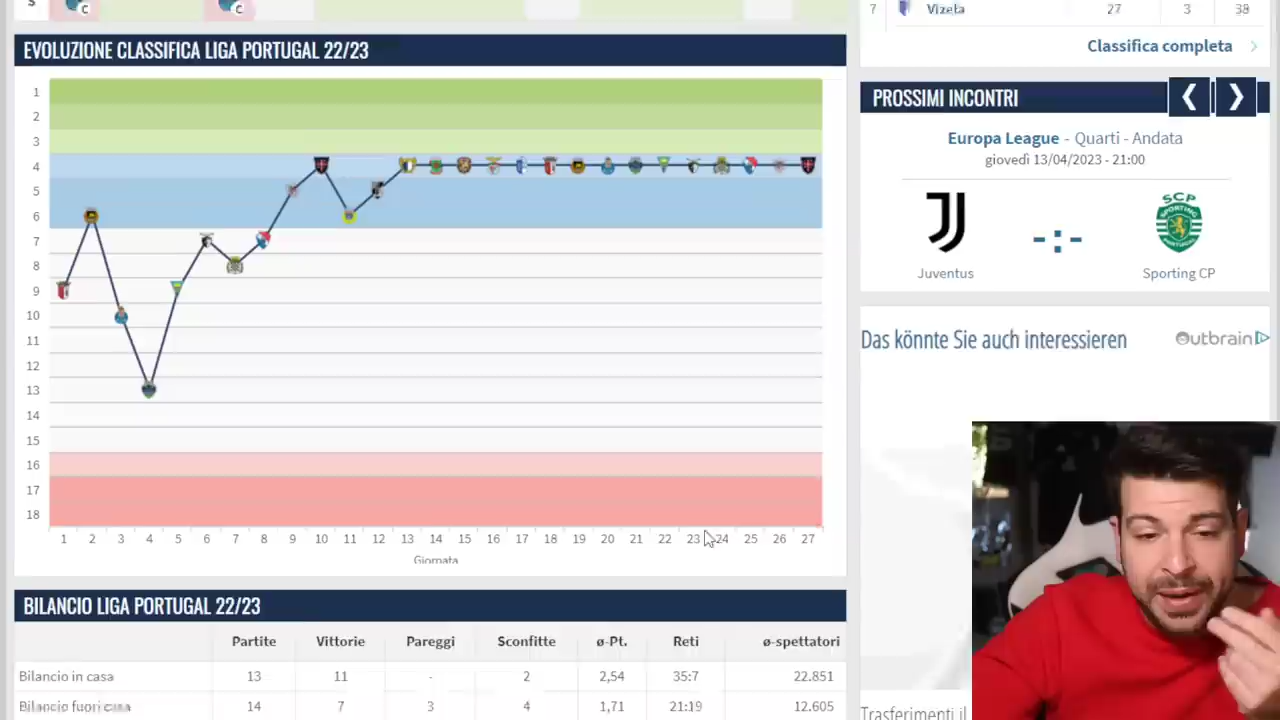 S C C
7 Vizela 27 3 38
Classifica completa
EVOLUZIONE CLASSIFICA LIGA PORTUGAL 22/23
1
2
3
4
5
6
7
8
9
10
11
12
13
14
15
16
17
18
1 2 3 4 5 6 7 8 9 10 11 12 13 14 15 16 17 18 19 20 21 22 23 24 25 26 27
Giornata
PROSSIMI INCONTRI
Europa League - Quarti - Andata
giovedì 13/04/2023 - 21:00
SCP
SPORTING
PORTUGAL
-:-
Juventus
Sporting CP
Das könnte Sie auch interessieren
Outbrain
BILANCIO LIGA PORTUGAL 22/23
Partite Vittorie Pareggi Sconfitte ø-Pt. Reti ø-spettatori
Bilancio in casa 13 11 - 2 2,54 35:7 22.851
Bilancio fuori casa 14 7 3 4 1,71 21:19 12.605
Trasferimenti il